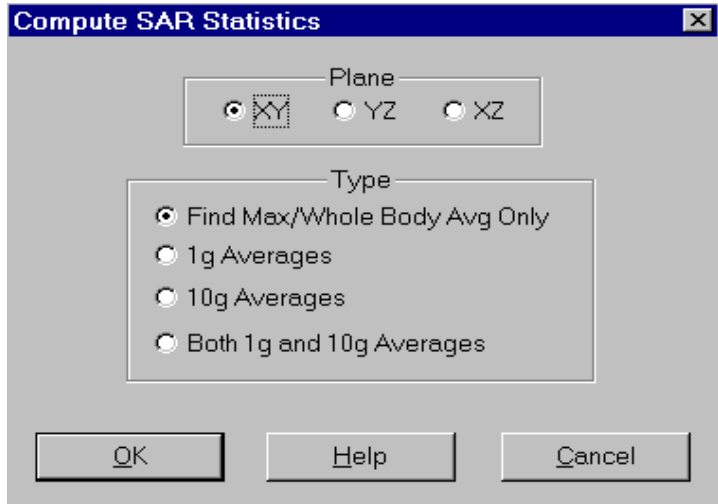 Compute SAR Statistics
Plane
XY YZ XZ
Type
Find Max/Whole Body Avg Only
1g Averages
10g Averages
Both 1g and 10g Averages
OK Help Cancel